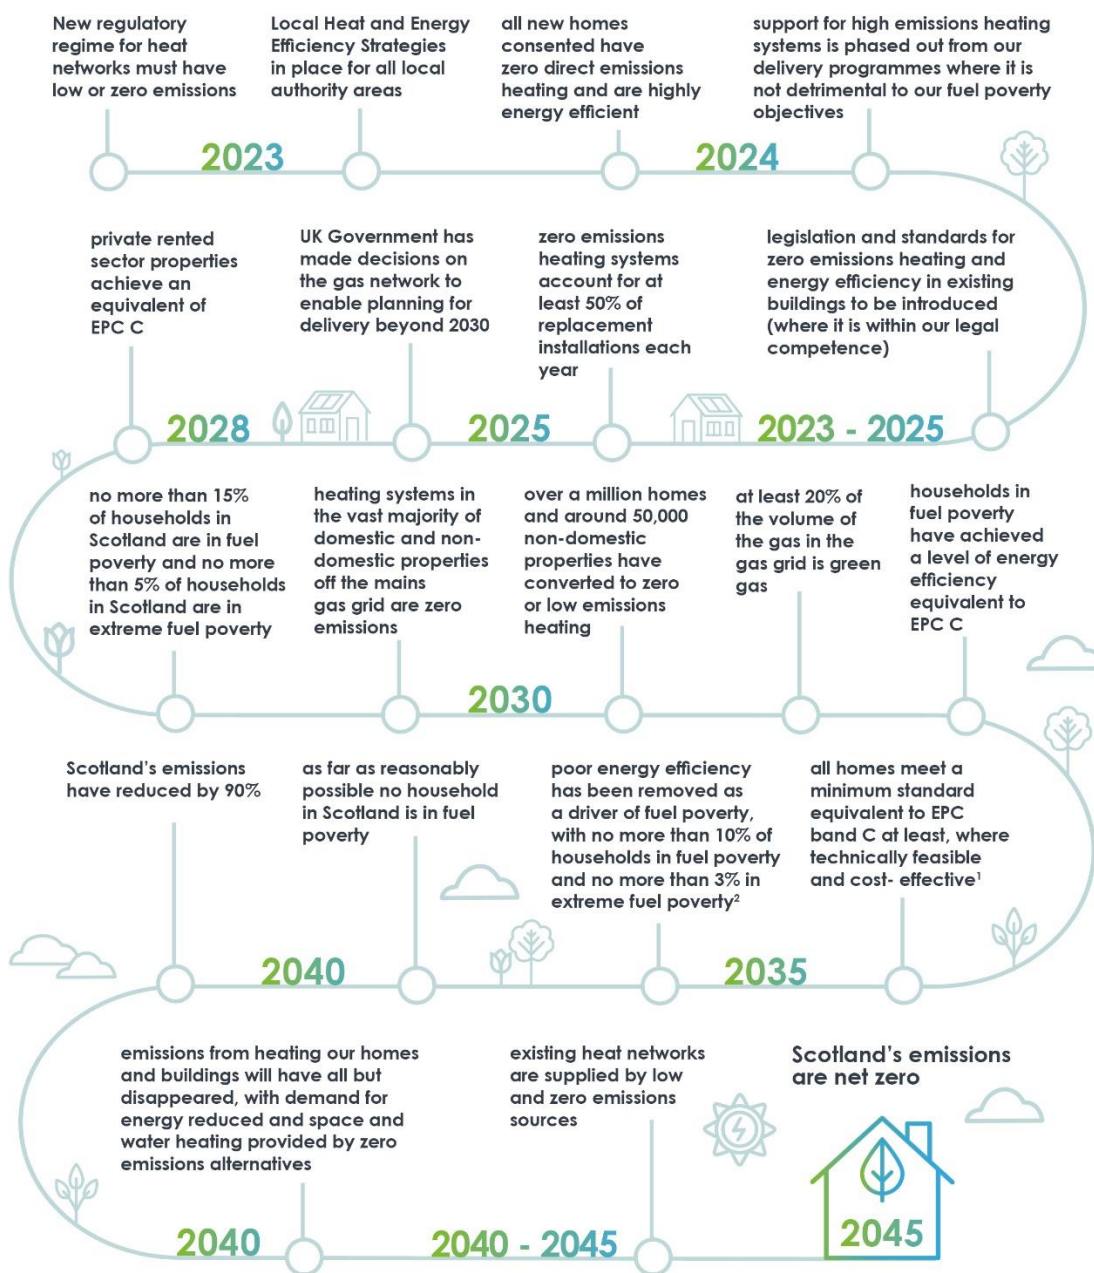 New regulatory
regime for heat
networks must have
low or zero emissions
Local Heat and Energy
Efficiency Strategies
in place for all local
authority areas
all new homes
consented have
zero direct emissions
heating and are highly
energy efficient
support for high emissions heating
systems is phased out from our
delivery programmes where it is
not detrimental to our fuel poverty
objectives
2023
2024
private rented
sector properties
achieve an
equivalent of
EPC C
UK Government has
made decisions on
the gas network to
enable planning for
delivery beyond 2030
zero emissions
heating systems
account for at
least 50% of
replacement
installations each
year
legislation and standards for
zero emissions heating and
energy efficiency in existing
buildings to be introduced
(where it is within our legal
competence)
2028
2025
2023 - 2025
no more than 15%
of households in
Scotland are in fuel
poverty and no more
than 5% of households
in Scotland are in
extreme fuel poverty
heating systems in
the vast majority of
domestic and non-
domestic properties
off the mains
gas grid are zero
emissions
over a million homes
and around 50,000
non-domestic
properties have
converted to zero
or low emissions
heating
at least 20% of
the volume of
the gas in the
gas grid is green
gas
households in
fuel poverty
have achieved
a level of energy
efficiency
equivalent to
EPC C
2030
Scotland's emissions
have reduced by 90%
as far as reasonably
possible no household
in Scotland is in fuel
poverty
poor energy efficiency
has been removed as
a driver of fuel poverty,
with no more than 10% of
households in fuel poverty
and no more than 3% in
extreme fuel poverty²
all homes meet a
minimum standard
equivalent to EPC
band C at least, where
technically feasible
and cost- effective¹
2040
2035
emissions from heating our homes
and buildings will have all but
disappeared, with demand for
energy reduced and space and
water heating provided by zero
emissions alternatives
existing heat networks
are supplied by low
and zero emissions
sources
Scotland's emissions
are net zero
2040
2040 - 2045
2045